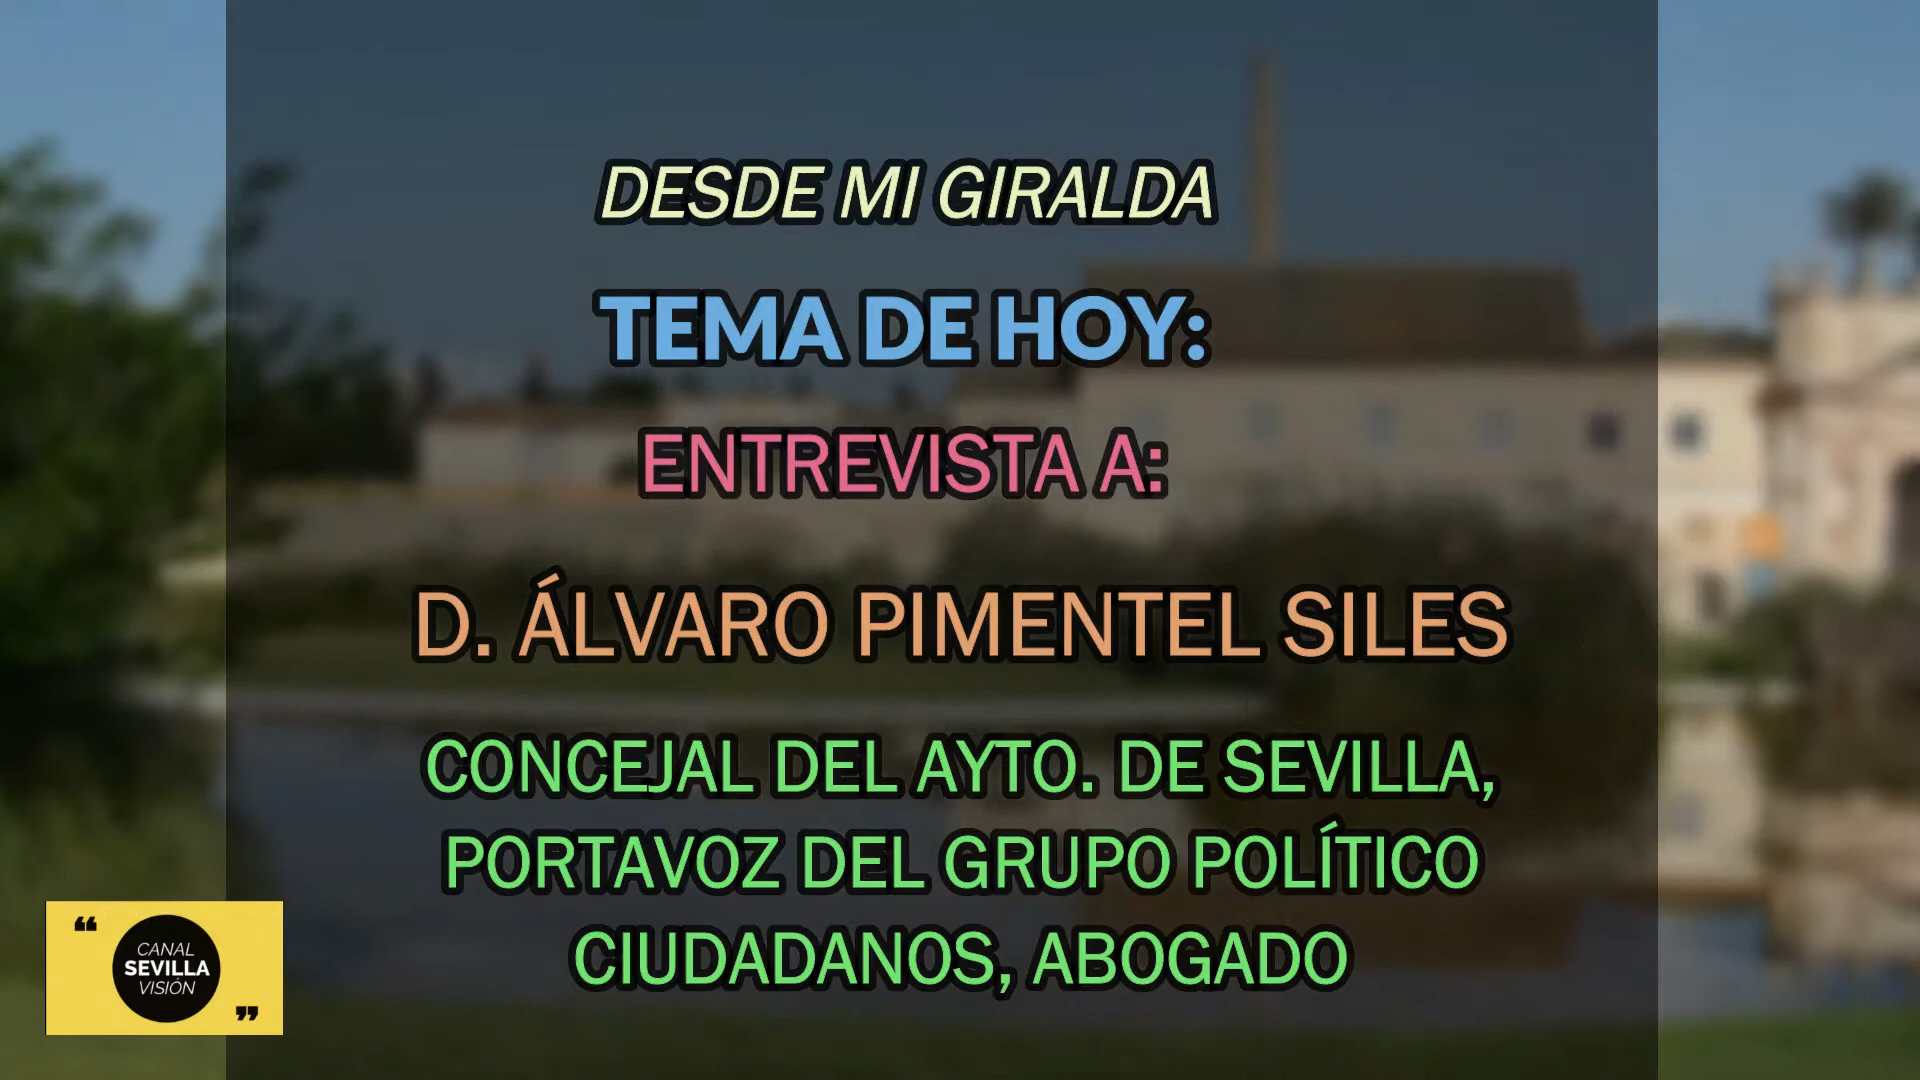 DESDE MI GIRALDA
TEMA DE HOY:
ENTREVISTA A:
D. ÁLVARO PIMENTEL SILES
CONCEJAL DEL AYTO. DE SEVILLA,
PORTAVOZ DEL GRUPO POLÍTICO
CIUDADANOS, ABOGADO
“
CANAL
SEVILLA
VISIÓN
”